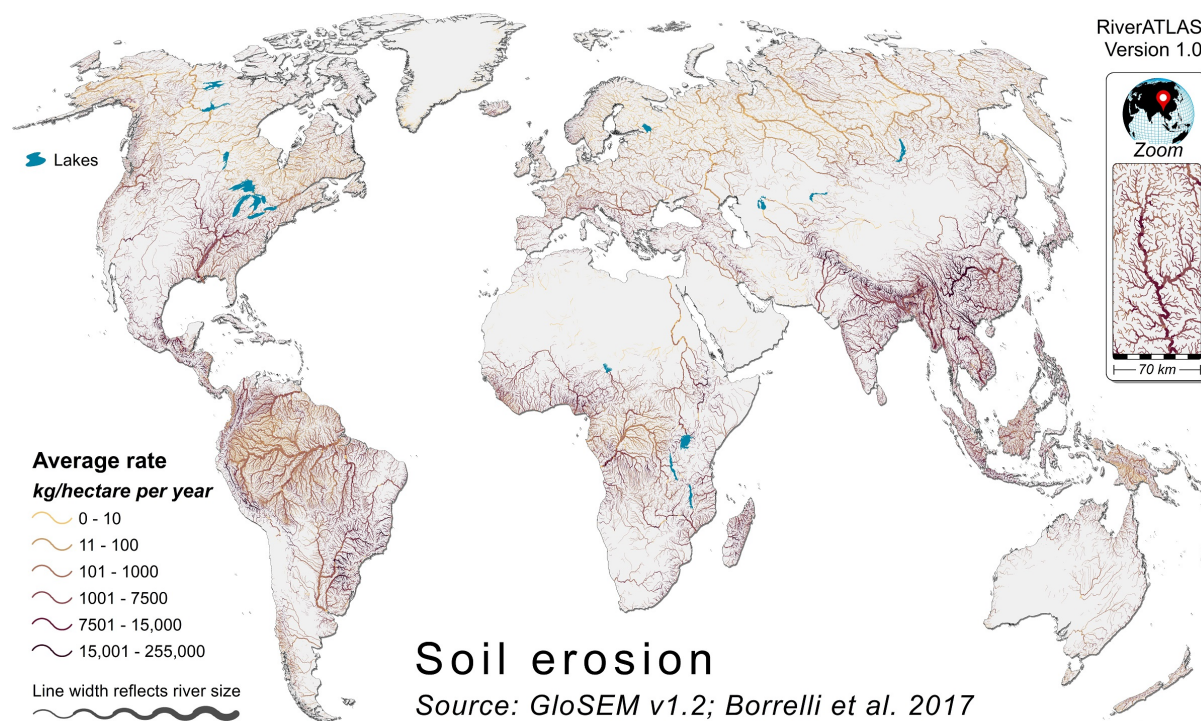 RiverATLAS
Version 1.0
Zoom
70 km
Lakes
Average rate
kg/hectare per year
0 - 10
11 - 100
101 - 1000
1001 - 7500
7501 - 15,000
15,001 - 255,000
Line width reflects river size
Soil erosion
Source: GloSEM v1.2; Borrelli et al. 2017